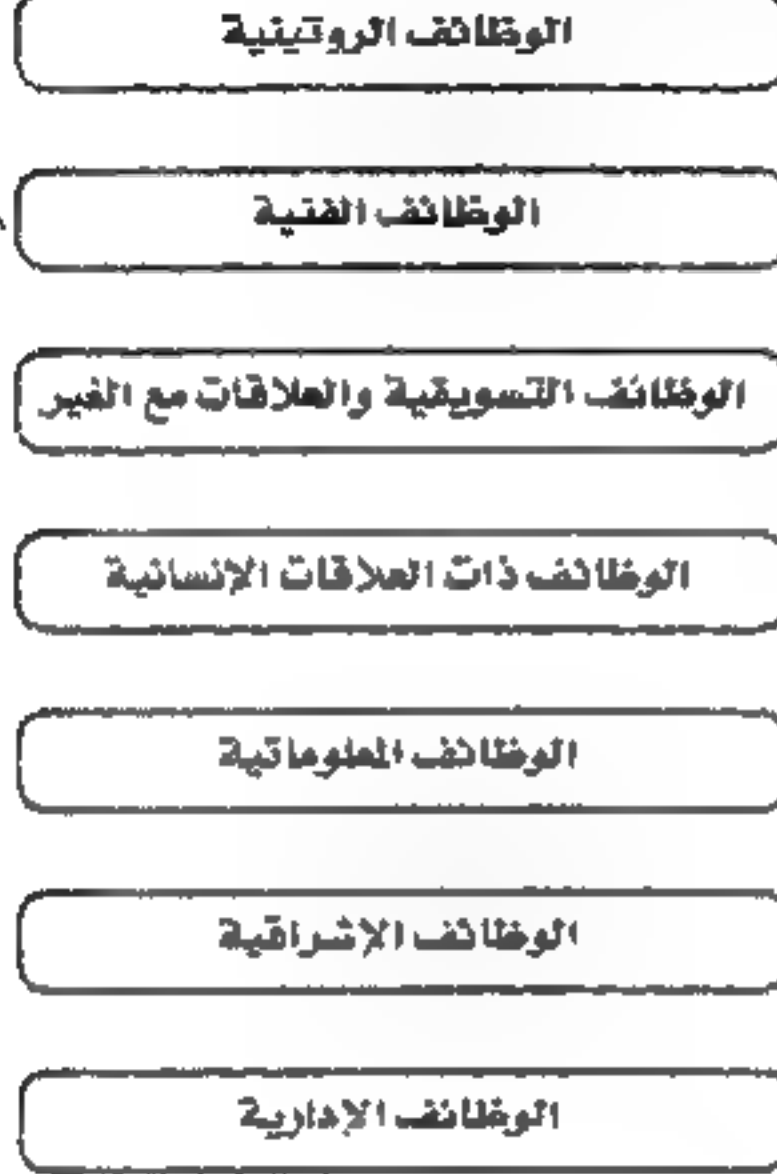 الوظائف الروتينية
الوظائف الفنية
الوظائف التسويقية والعلاقات مع الغير
الوظائف ذات العلاقات الإنسانية
الوظائف المعلوماتية
الوظائف الإشرافية
الوظائف الإدارية